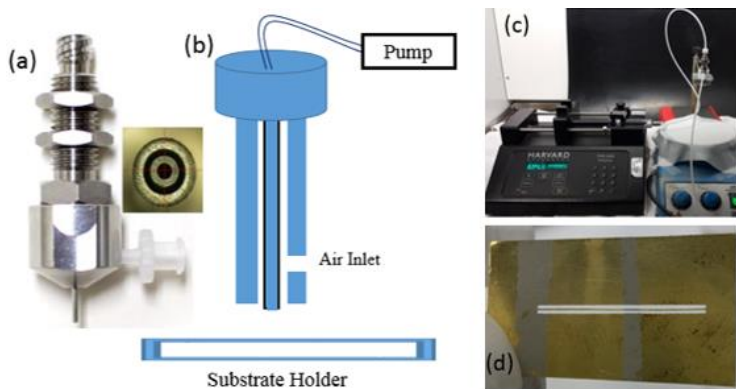 (a)
(b)
Pump
Air Inlet
Substrate Holder
(c)
HARVARD
(d)